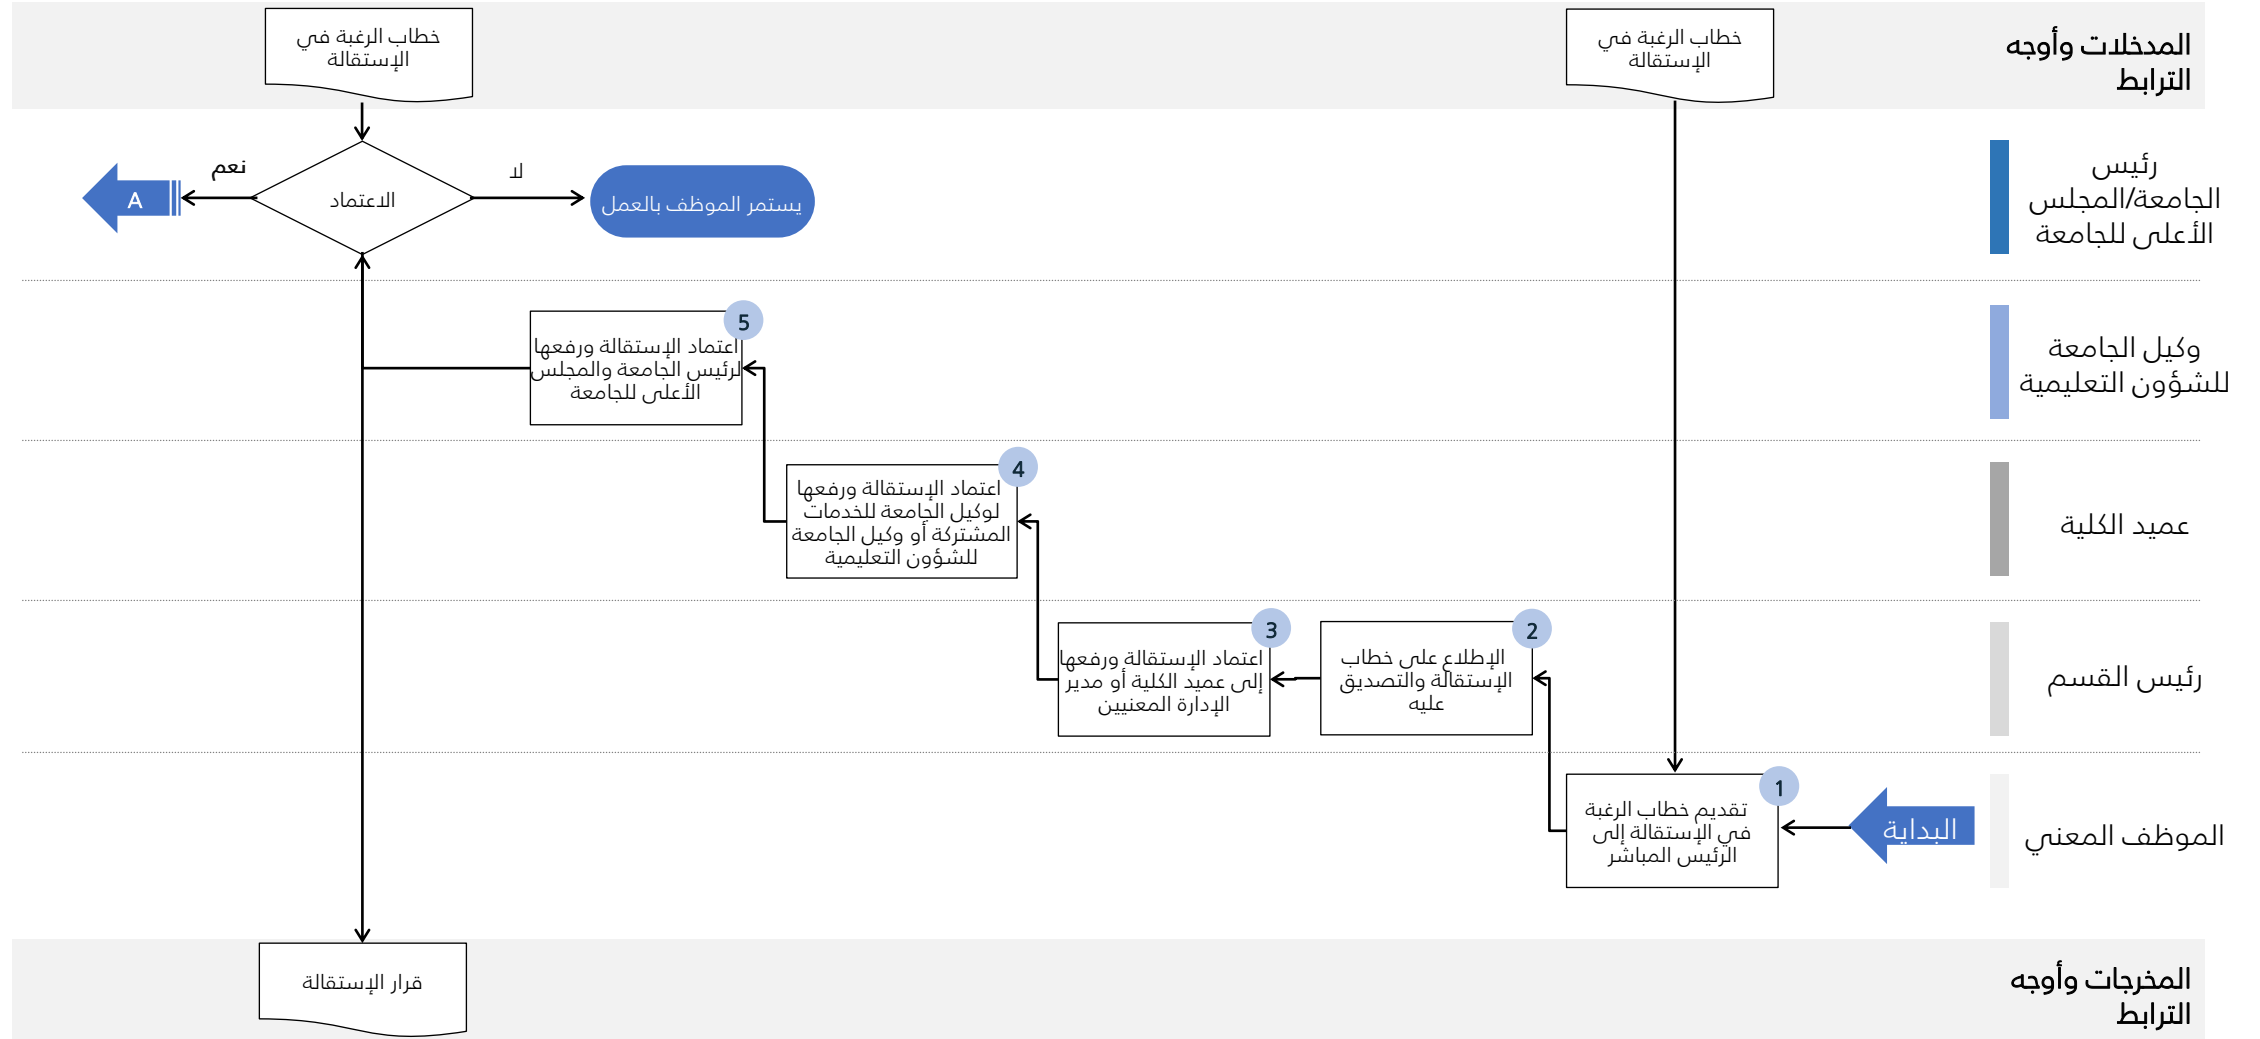 المدخلات وأوجه
الترابط
خطاب الرغبة في
الإستقالة
خطاب الرغبة في
الإستقالة
رئيس
الجامعة/المجلس
الأعلى للجامعة
يستمر الموظف بالعمل
لا
الاعتماد
نعم
A
وكيل الجامعة
للشؤون التعليمية
5
اعتماد الإستقالة ورفعها
لرئيس الجامعة والمجلس
الأعلى للجامعة
عميد الكلية
4
اعتماد الإستقالة ورفعها
لوكيل الجامعة للخدمات
المشتركة أو وكيل الجامعة
للشؤون التعليمية
رئيس القسم
2
الإطلاع على خطاب
الإستقالة والتصديق
عليه
3
اعتماد الإستقالة ورفعها
إلى عميد الكلية أو مدير
الإدارة المعنيين
الموظف المعني
البداية
1
تقديم خطاب الرغبة
في الإستقالة إلى
الرئيس المباشر
المخرجات وأوجه
الترابط
قرار الإستقالة